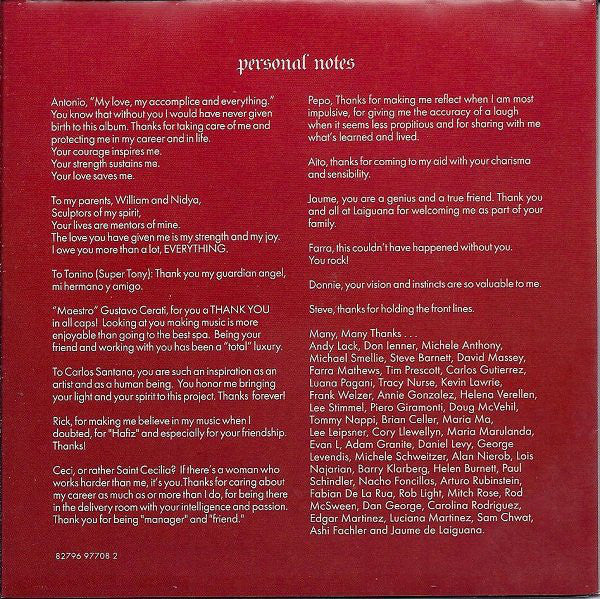 personal notes
Antonio, “My love, my accomplice and everything.”
You know that without you I would have never given
birth to this album. Thanks for taking care of me and
protecting me in my career and in life.
Your courage inspires me.
Your strength sustains me.
Your love saves me.
To my parents, William and Nidya,
Sculptors of my spirit,
Your lives are mentors of mine.
The love you have given me is my strength and my joy.
I owe you more than a lot, EVERYTHING.
To Tonino (Super Tony): Thank you my guardian angel,
mi hermano y amigo.
“Maestro” Gustavo Cerati, for you a THANK YOU
in all caps! Looking at you making music is more
enjoyable than going to the best spa. Being your
friend and working with you has been a “total” luxury.
To Carlos Santana, you are such an inspiration as an
artist and as a human being. You honor me bringing
your light and your spirit to this project. Thanks forever!
Rick, for making me believe in my music when I
doubted, for "Hafiz" and especially for your friendship.
Thanks!
Ceci, or rather Saint Cecilia? If there's a woman who
works harder than me, it's you.Thanks for caring about
my career as much as or more than I do, for being there
in the delivery room with your intelligence and passion.
Thank you for being "manager" and "friend."
82796 97708 2
Pepo, Thanks for making me reflect when I am most
impulsive, for giving me the accuracy of a laugh
when it seems less propitious and for sharing with me
what's learned and lived.
Aito, thanks for coming to my aid with your charisma
and sensibility.
Jaume, you are a genius and a true friend. Thank you
and all at Laiguana for welcoming me as part of your
family.
Farra, this couldn't have happened without you.
You rock!
Donnie, your vision and instincts are so valuable to me.
Steve, thanks for holding the front lines.
Many, Many Thanks . . . .
Andy Lack, Don Ienner, Michele Anthony,
Michael Smellie, Steve Barnett, David Massey,
Farra Mathews, Tim Prescott, Carlos Gutierrez,
Luana Pagani, Tracy Nurse, Kevin Lawrie,
Frank Welzer, Annie Gonzalez, Helena Verellen,
Lee Stimmel, Piero Giramonti, Doug McVehil,
Tommy Nappi, Brian Celler, Maria Ma,
Lee Leipsner, Cory Llewellyn, Maria Marulanda,
Evan L, Adam Granite, Daniel Levy, George
Levendis, Michele Schweitzer, Alan Nierob, Lois
Najarian, Barry Klarberg, Helen Burnett, Paul
Schindler, Nacho Foncillas, Arturo Rubinstein,
Fabian De La Rua, Rob Light, Mitch Rose, Rod
McSween, Dan George, Carolina Rodriguez,
Edgar Martinez, Luciana Martinez, Sam Chwat,
Ashi Fachler and Jaume de Laiguana.